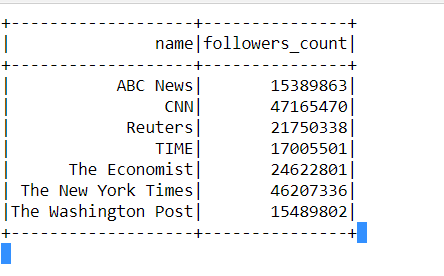 +------------------+---------------+
|              name|followers_count|
+------------------+---------------+
|          ABC News|       15389863|
|               CNN|       47165470|
|           Reuters|       21750338|
|              TIME|       17005501|
|     The Economist|       24622801|
|The New York Times|       46207336|
|The Washington Post|       15489802|
+------------------+---------------+